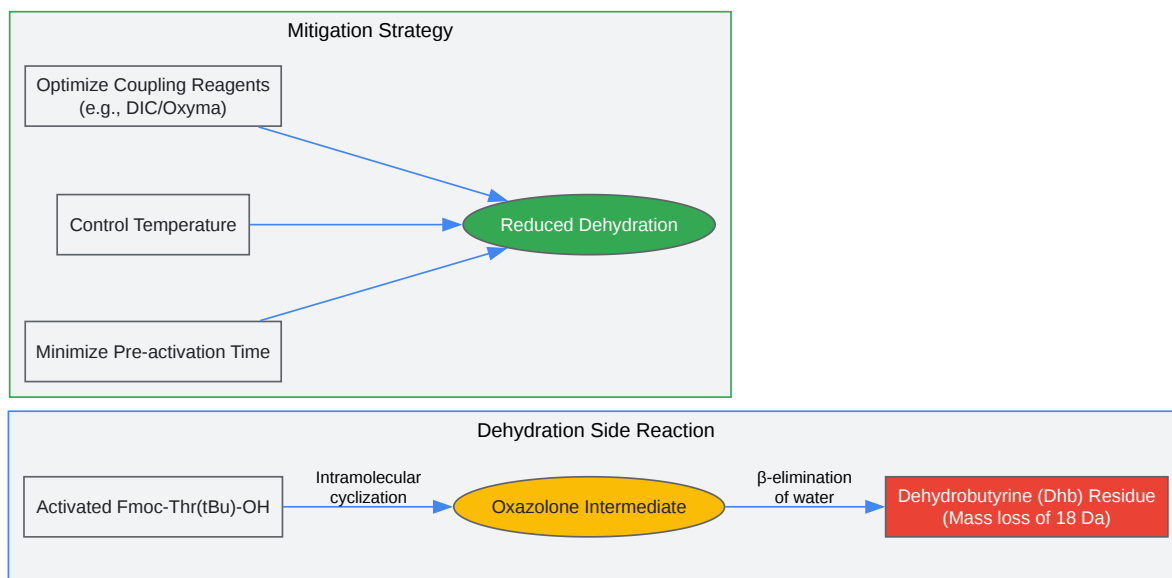 Mitigation Strategy
Optimize Coupling Reagents
(e.g., DIC/Oxyma)
Control Temperature
Reduced Dehydration
Minimize Pre-activation Time
Dehydration Side Reaction
Activated Fmoc-Thr(tBu)-OH
Intramolecular
cyclization
Oxazolone Intermediate
β-elimination
of water
Dehydrobutyrine (Dhb) Residue
(Mass loss of 18 Da)